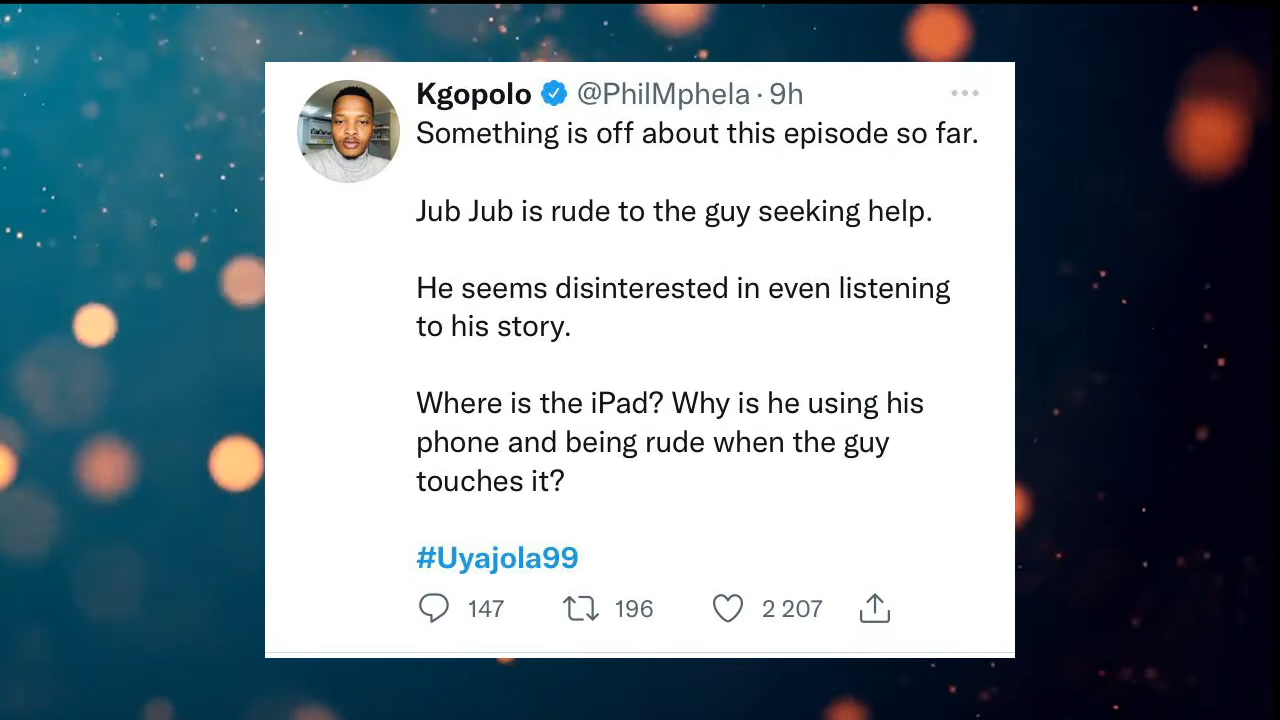 Kgopolo @PhilMphela · 9h
Something is off about this episode so far.
Jub Jub is rude to the guy seeking help.
He seems disinterested in even listening
to his story.
Where is the iPad? Why is he using his
phone and being rude when the guy
touches it?
#Uyajola99
147 196 2 207